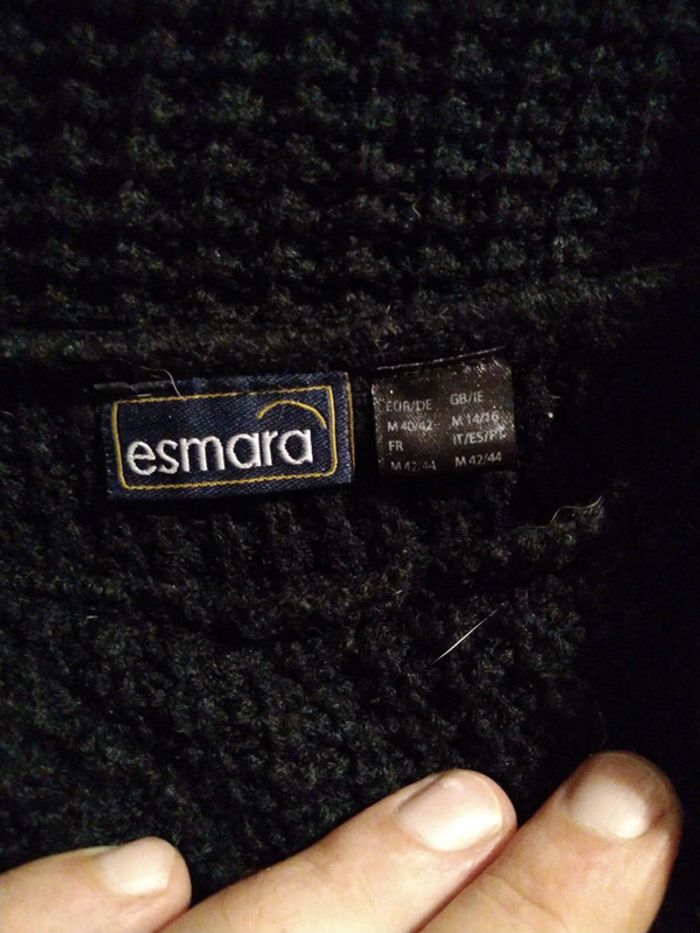 esmara
EUR/DE GB/IE
M 40/42 M 14/16
FR IT/ES/PT
M 42/44 M 42/44